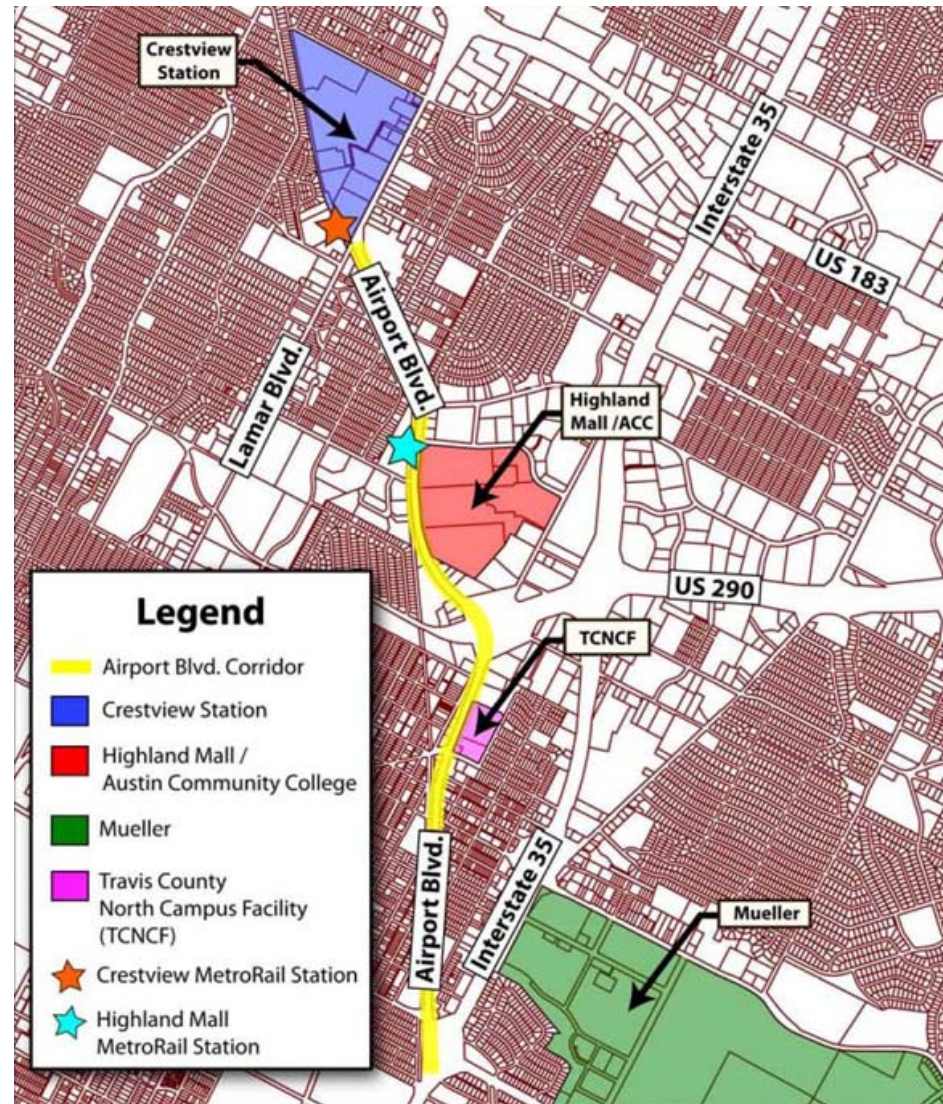 Crestview
Station
Interstate 35
US 183
Airport Blvd.
Lamar Blvd.
Highland
Mall /ACC
US 290
TCNCF
Airport Blvd.
Interstate 35
Mueller
Legend
Airport Blvd. Corridor
Crestview Station
Highland Mall /
Austin Community College
Mueller
Travis County
North Campus Facility
(TCNCF)
Crestview MetroRail Station
Highland Mall
MetroRail Station